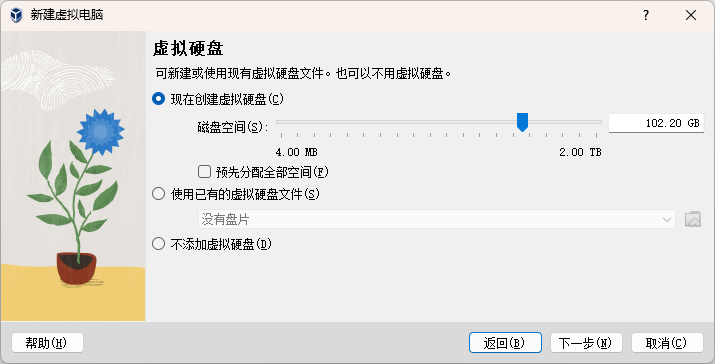 新建虚拟电脑
虚拟硬盘
可新建或使用现有虚拟硬盘文件。也可以不用虚拟硬盘。
现在创建虚拟硬盘(C)
磁盘空间(S):
102.20 GB
4.00 MB 2.00 TB
预先分配全部空间(F)
使用已有的虚拟硬盘文件(S)
没有盘片
不添加虚拟硬盘(D)
帮助(H) 返回(B) 下一步(N) 取消(C)